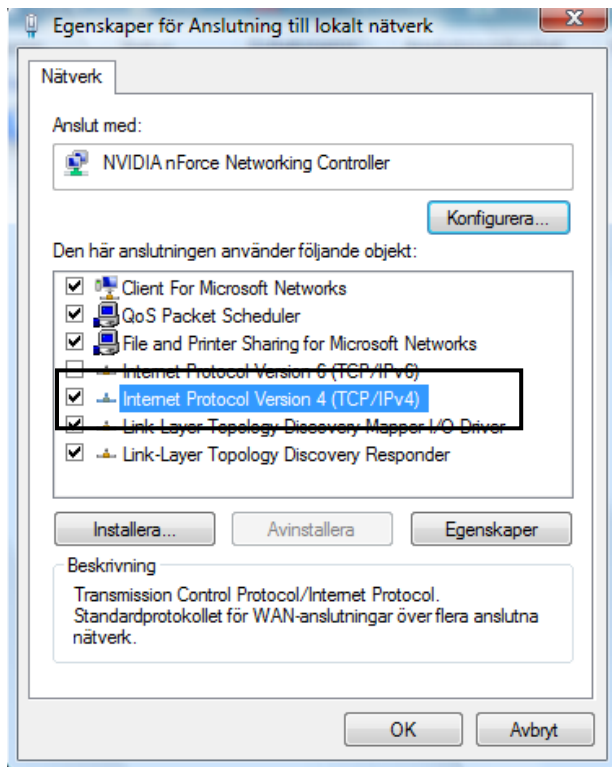 Egenskaper för Anslutning till lokalt nätverk
Nätverk
Anslut med:
NVIDIA nForce Networking Controller
Konfigurera...
Den här anslutningen använder följande objekt:
Client For Microsoft Networks
QoS Packet Scheduler
File and Printer Sharing for Microsoft Networks
Internet Protocol Version 6 (TCP/IPv6)
Internet Protocol Version 4 (TCP/IPv4)
Link-Layer Topology Discovery Mapper I/O Driver
Link-Layer Topology Discovery Responder
Installera...
Avinstallera
Egenskaper
Beskrivning
Transmission Control Protocol/Internet Protocol.
Standardprotokollet för WAN-anslutningar över flera anslutna
nätverk.
OK
Avbryt